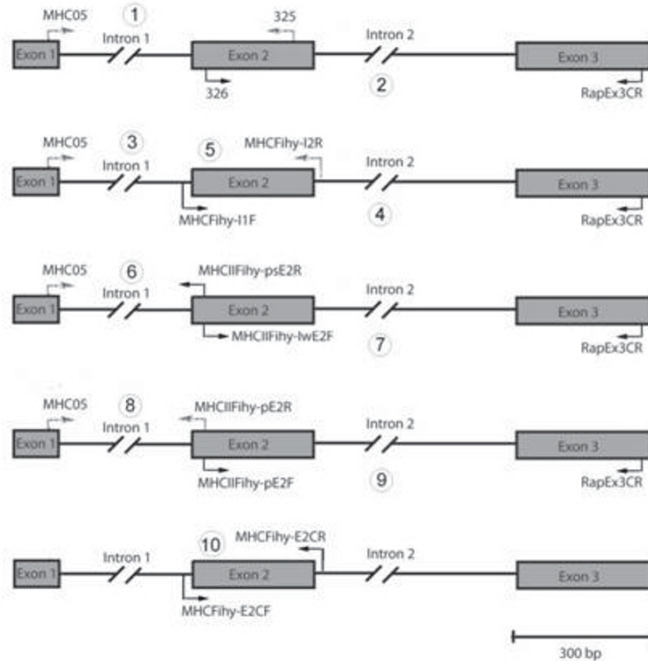 MHC05 1 325
Intron 1 Intron 2
Exon 1 Exon 2 Exon 3
326 2 RapEx3CR
MHC05 3 5 MHCFihy-I2R
Intron 1 Intron 2
Exon 1 Exon 2 Exon 3
MHCFihy-I1F 4 RapEx3CR
MHC05 6 MHCIIFihy-psE2R
Intron 1 Intron 2
Exon 1 Exon 2 Exon 3
MHCIIFihy-lwE2F 7 RapEx3CR
MHC05 8 MHCIIFihy-pE2R
Intron 1 Intron 2
Exon 1 Exon 2 Exon 3
MHCIIFihy-pE2F 9 RapEx3CR
10 MHCFihy-E2CR
Intron 1 Intron 2
Exon 1 Exon 2 Exon 3
MHCFihy-E2CF
300 bp